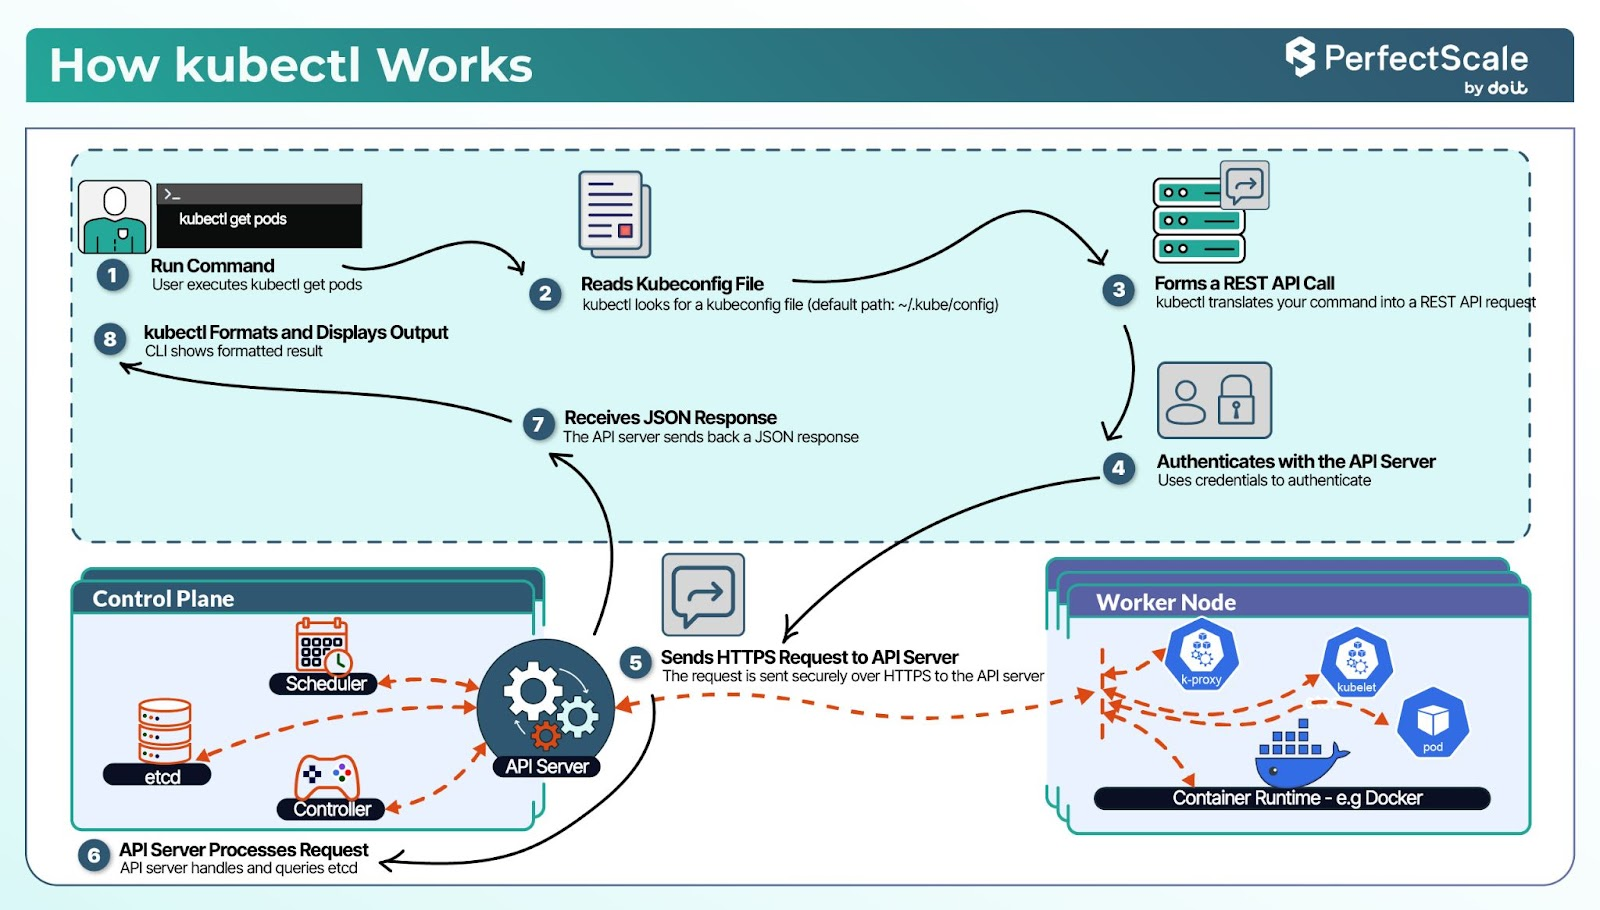 How kubectl Works
PerfectScale
by doit
>_
kubectl get pods
1
Run Command
User executes kubectl get pods
2
Reads Kubeconfig File
kubectl looks for a kubeconfig file (default path: ~/.kube/config)
3
Forms a REST API Call
kubectl translates your command into a REST API request
8
kubectl Formats and Displays Output
CLI shows formatted result
7
Receives JSON Response
The API server sends back a JSON response
4
Authenticates with the API Server
Uses credentials to authenticate
Control Plane
Scheduler
etcd
Controller
API Server
5
Sends HTTPS Request to API Server
The request is sent securely over HTTPS to the API server
Worker Node
k-proxy
kubelet
pod
Container Runtime - e.g Docker
6
API Server Processes Request
API server handles and queries etcd